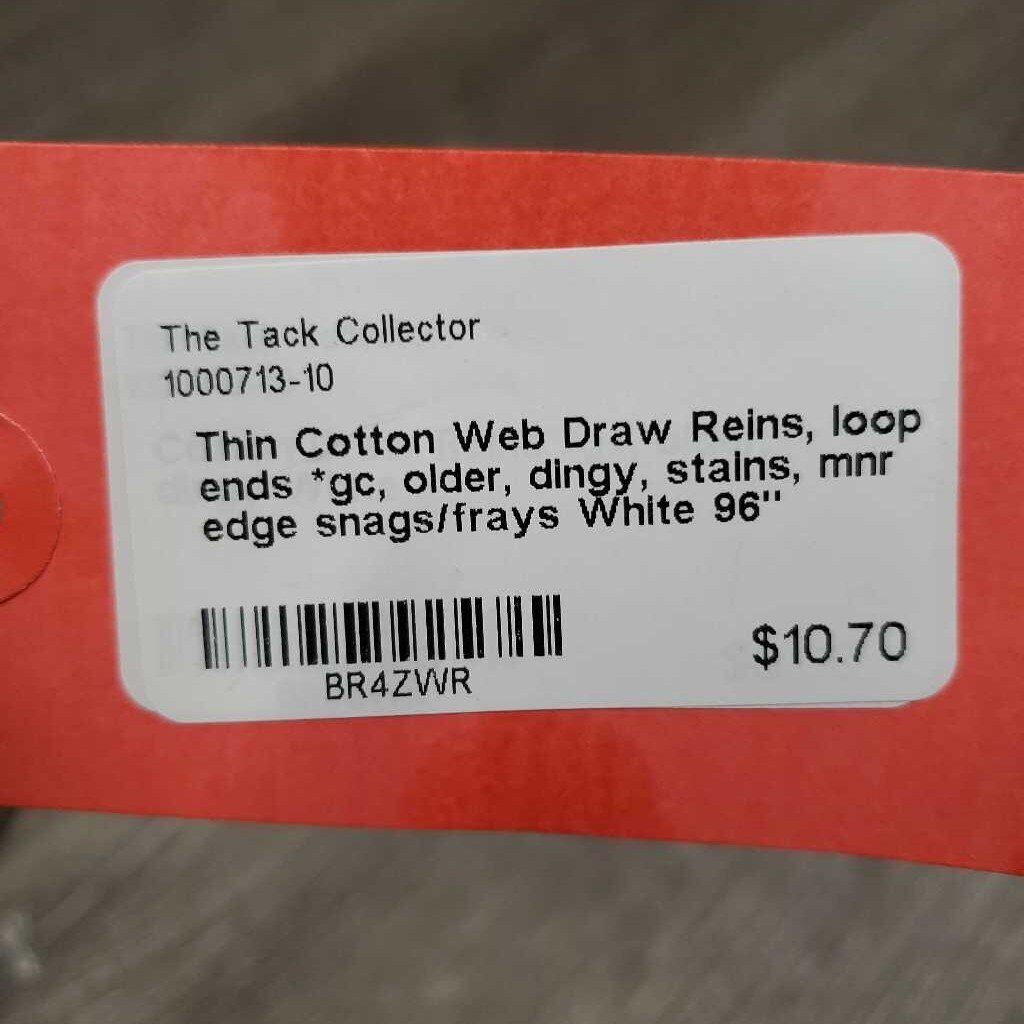 The Tack Collector
1000713-10
Thin Cotton Web Draw Reins, loop
ends *gc, older, dingy, stains, mnr
edge snags/frays White 96"
BR4ZWR
$10.70